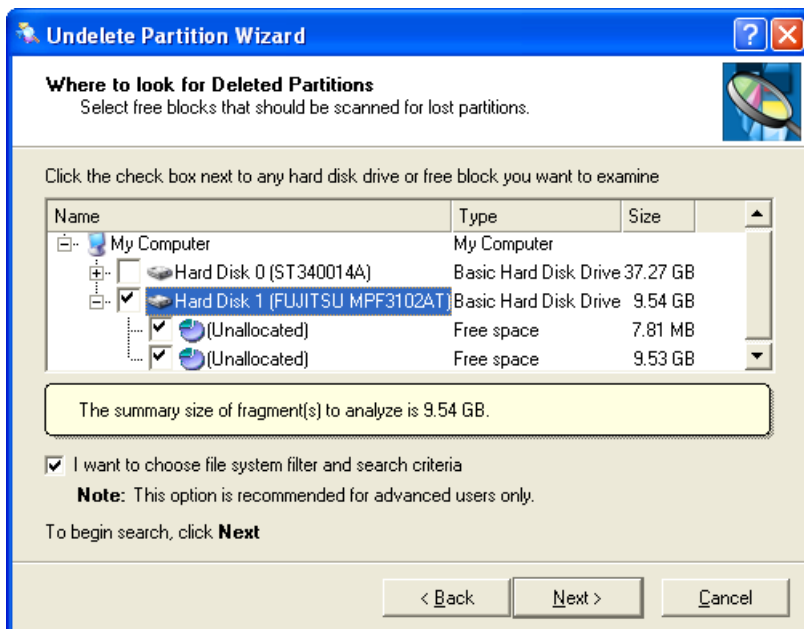 Undelete Partition Wizard
Where to look for Deleted Partitions
Select free blocks that should be scanned for lost partitions.
Click the check box next to any hard disk drive or free block you want to examine
Name Type Size
My Computer My Computer
Hard Disk 0 (ST340014A) Basic Hard Disk Drive 37.27 GB
Hard Disk 1 (FUJITSU MPF3102AT) Basic Hard Disk Drive 9.54 GB
(Unallocated) Free space 7.81 MB
(Unallocated) Free space 9.53 GB
The summary size of fragment(s) to analyze is 9.54 GB.
I want to choose file system filter and search criteria
Note: This option is recommended for advanced users only.
To begin search, click Next
< Back Next > Cancel